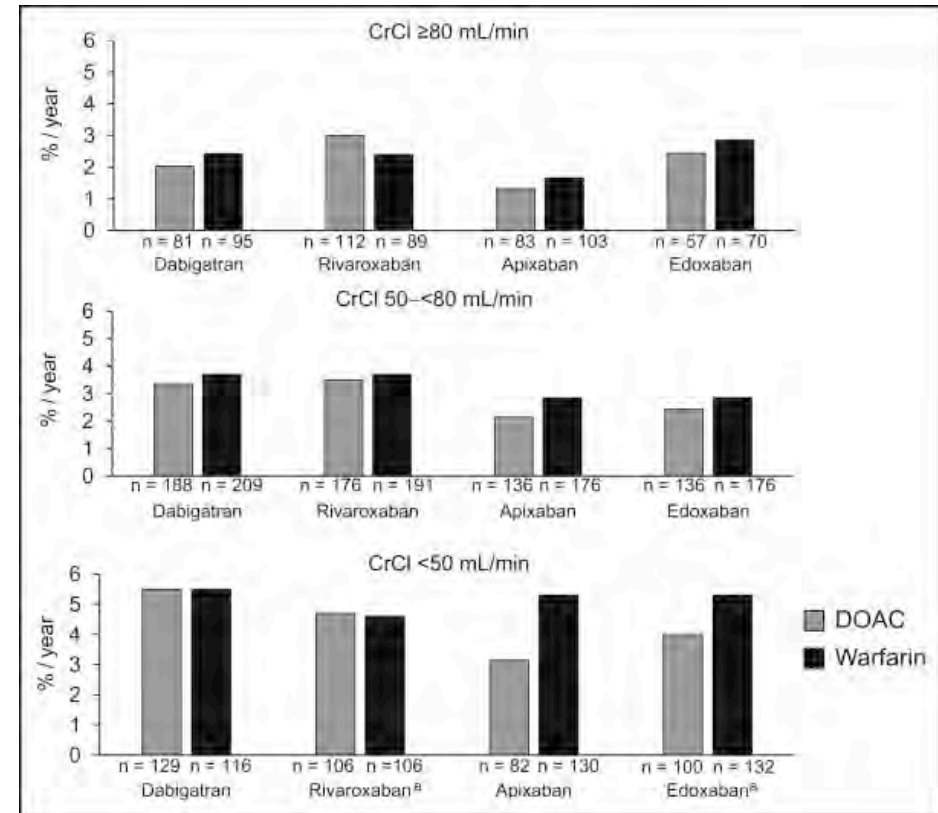 CrCl ≥80 mL/min
6
5
4
3
2
1
0
% / year
n = 81 n = 95 n = 112 n = 89 n = 83 n = 103 n = 57 n = 70
Dabigatran Rivaroxaban Apixaban Edoxaban
CrCl 50–<80 mL/min
6
5
4
3
2
1
0
% / year
n = 188 n = 209 n = 176 n = 191 n = 136 n = 176 n = 136 n = 176
Dabigatran Rivaroxaban Apixaban Edoxaban
CrCl <50 mL/min
6
5
4
3
2
1
0
% / year
DOAC
Warfarin
n = 129 n = 116 n = 106 n =106 n = 82 n = 130 n = 100 n = 132
Dabigatran Rivaroxabanᵃ Apixaban Edoxabanᵃ